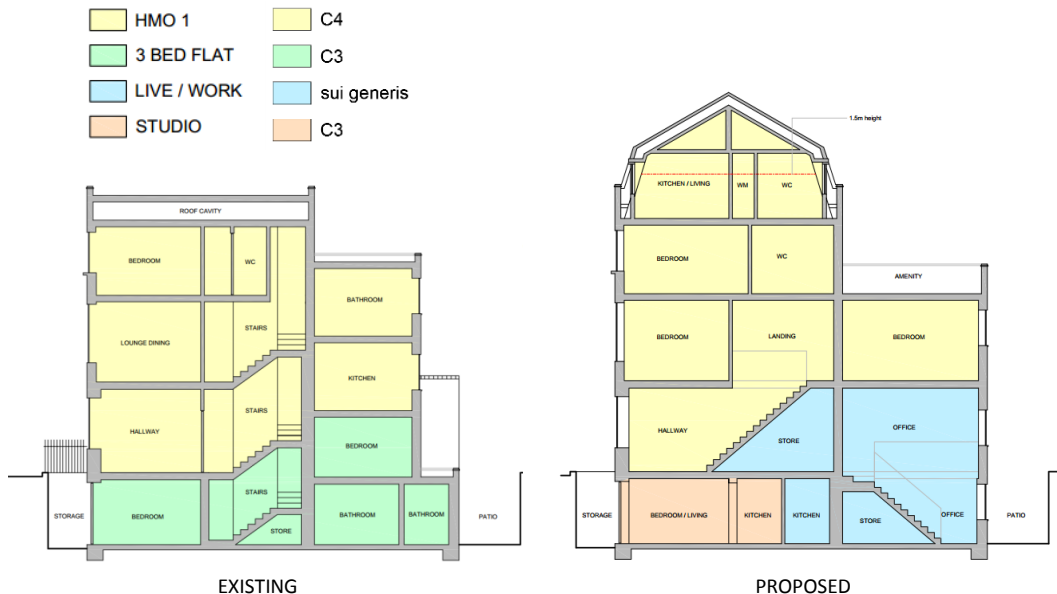 HMO 1
C4
3 BED FLAT
C3
LIVE / WORK
sui generis
STUDIO
C3
ROOF CAVITY
BEDROOM
WC
BATHROOM
LOUNGE DINING
STAIRS
KITCHEN
HALLWAY
STAIRS
BEDROOM
STORAGE
BEDROOM
STAIRS
STORE
BATHROOM
BATHROOM
PATIO
EXISTING
1.5m height
KITCHEN / LIVING
WM
WC
BEDROOM
WC
AMENITY
BEDROOM
LANDING
BEDROOM
HALLWAY
STORE
OFFICE
STORAGE
BEDROOM / LIVING
KITCHEN
KITCHEN
STORE
OFFICE
PATIO
PROPOSED